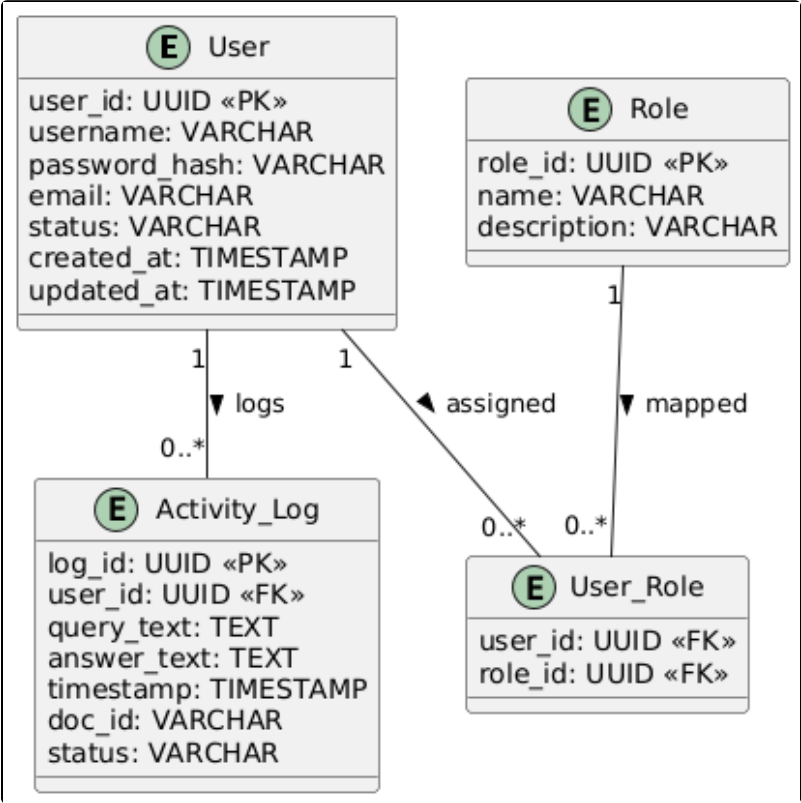 E User
user_id: UUID «PK»
username: VARCHAR
password_hash: VARCHAR
email: VARCHAR
status: VARCHAR
created_at: TIMESTAMP
updated_at: TIMESTAMP
E Role
role_id: UUID «PK»
name: VARCHAR
description: VARCHAR
1
logs
0..*
1
assigned
0..*
1
mapped
0..*
E Activity_Log
log_id: UUID «PK»
user_id: UUID «FK»
query_text: TEXT
answer_text: TEXT
timestamp: TIMESTAMP
doc_id: VARCHAR
status: VARCHAR
E User_Role
user_id: UUID «FK»
role_id: UUID «FK»